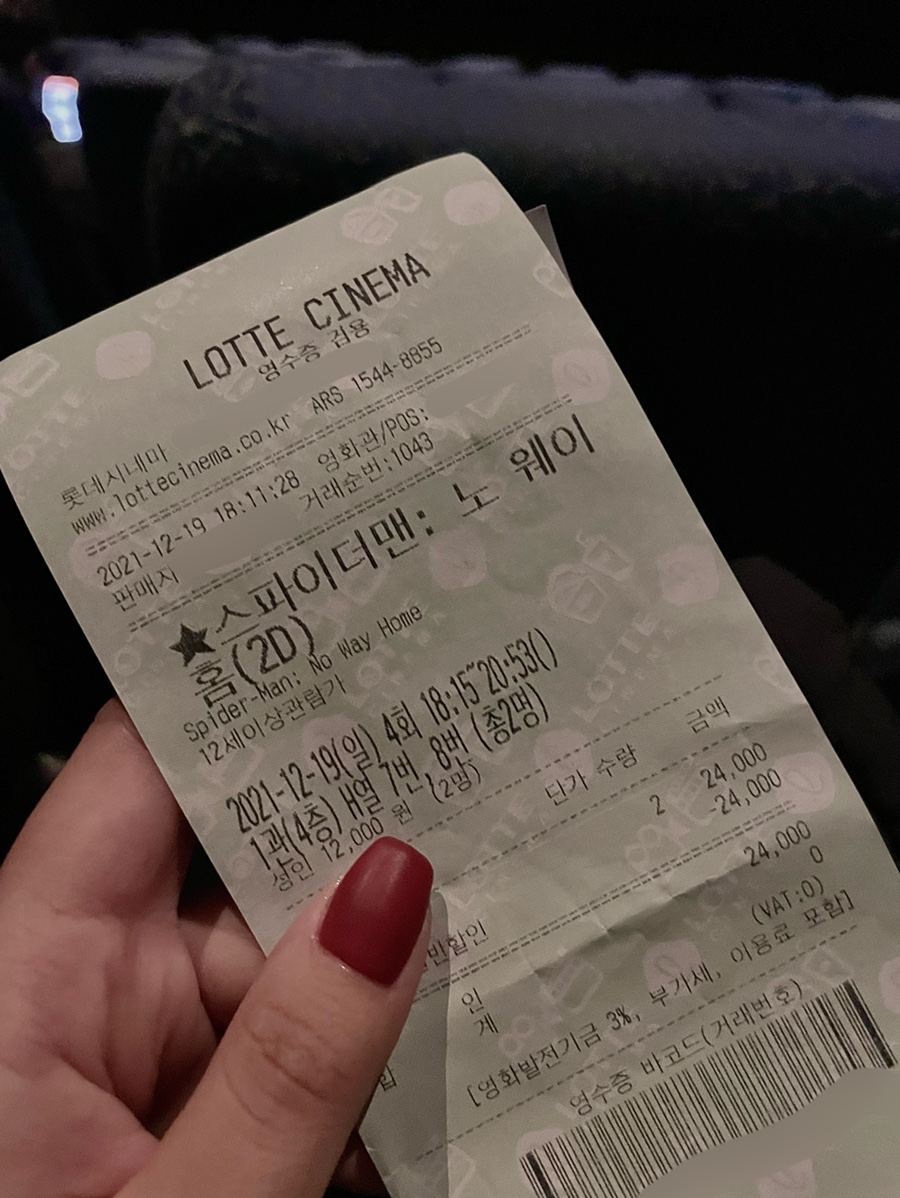 LOTTE CINEMA
영수증 겸용
롯데시네마
www.lottecinema.co.kr ARS 1544-8855
2021-12-19 18:11:28 영화관/POS:
판매지 거래순번:1043
★스파이더맨: 노 웨이
홈(2D)
Spider-Man: No Way Home
12세이상관람가
2021-12-19(일) 4회 18:15~20:53()
1관(4층) H열 7번,8번 (총2명)
성인 12,000 원 (2명)
단가 수량 금액
2 24,000
반할인 -24,000
인 24,000
계 0
(VAT:0)
합
[영화발전기금 3%, 부가세, 이용료 포함]
영수증 바코드(거래번호)